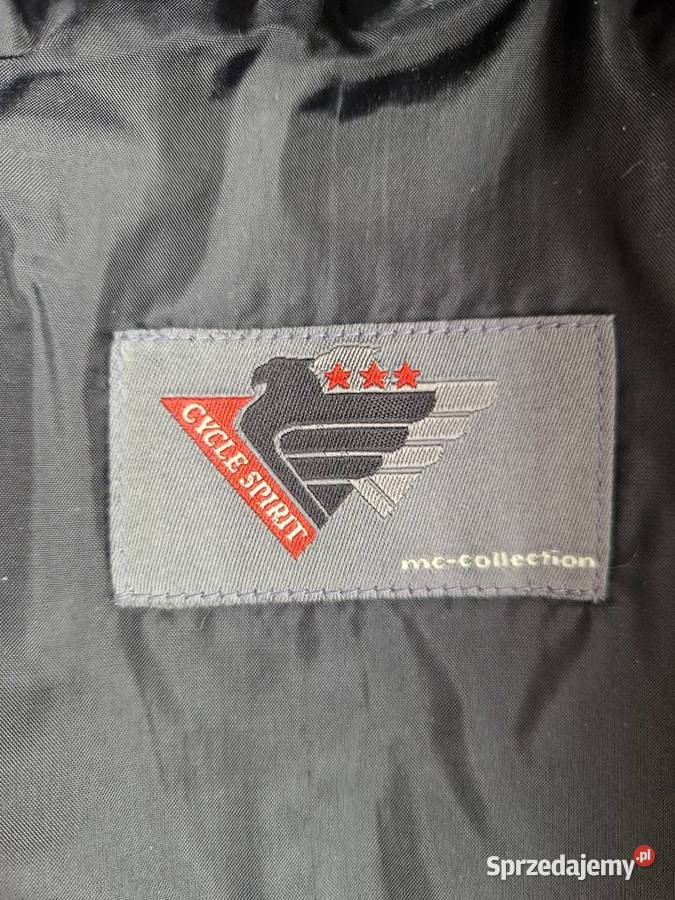 CYCLE SPIRIT
mc-collection
Sprzedajemy.pl